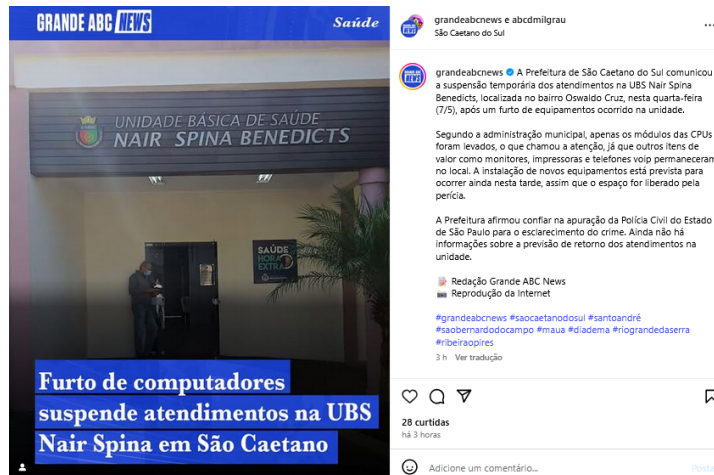 GRANDE ABC NEWS
Saúde
UNIDADE BÁSICA DE SAÚDE
NAIR SPINA BENEDICTS
SAÚDE
HORA
EXTRA
Furto de computadores
suspende atendimentos na UBS
Nair Spina em São Caetano
grandeabcnews e abcdmilgrau
São Caetano do Sul
grandeabcnews A Prefeitura de São Caetano do Sul comunicou
a suspensão temporária dos atendimentos na UBS Nair Spina
Benedicts, localizada no bairro Oswaldo Cruz, nesta quarta-feira
(7/5), após um furto de equipamentos ocorrido na unidade.
Segundo a administração municipal, apenas os módulos das CPUs
foram levados, o que chamou a atenção, já que outros itens de
valor como monitores, impressoras e telefones voip permaneceram
no local. A instalação de novos equipamentos está prevista para
ocorrer ainda nesta tarde, assim que o espaço for liberado pela
perícia.
A Prefeitura afirmou confiar na apuração da Polícia Civil do Estado
de São Paulo para o esclarecimento do crime. Ainda não há
informações sobre a previsão de retorno dos atendimentos na
unidade.
Redação Grande ABC News
Reprodução da Internet
#grandeabcnews #saocaetanodosul #santoandré
#saobernardodocampo #maua #diadema #riograndedaserra
#ribeiraopires
3 h Ver tradução
28 curtidas
há 3 horas
Adicione um comentário...
Posta